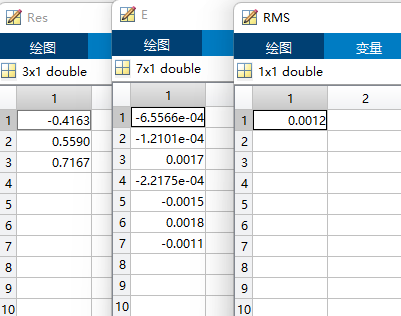 Res
绘图
3x1 double
1
1 -0.4163
2 0.5590
3 0.7167
4
5
6
7
8
9
10
E
绘图
7x1 double
1
1 -6.5566e-04
2 -1.2101e-04
3 0.0017
4 -2.2175e-04
5 -0.0015
6 0.0018
7 -0.0011
8
9
10
RMS
绘图 变量
1x1 double
1 2
1 0.0012
2
3
4
5
6
7
8
9
10